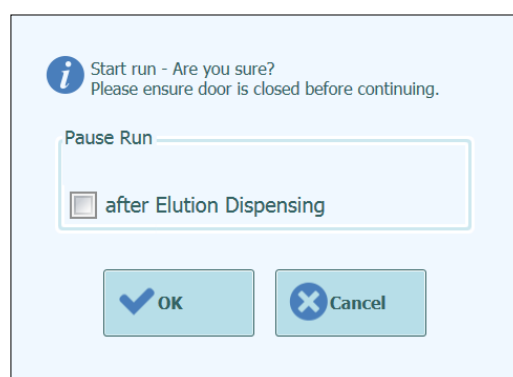 Start run - Are you sure?
Please ensure door is closed before continuing.
Pause Run
after Elution Dispensing
OK
Cancel